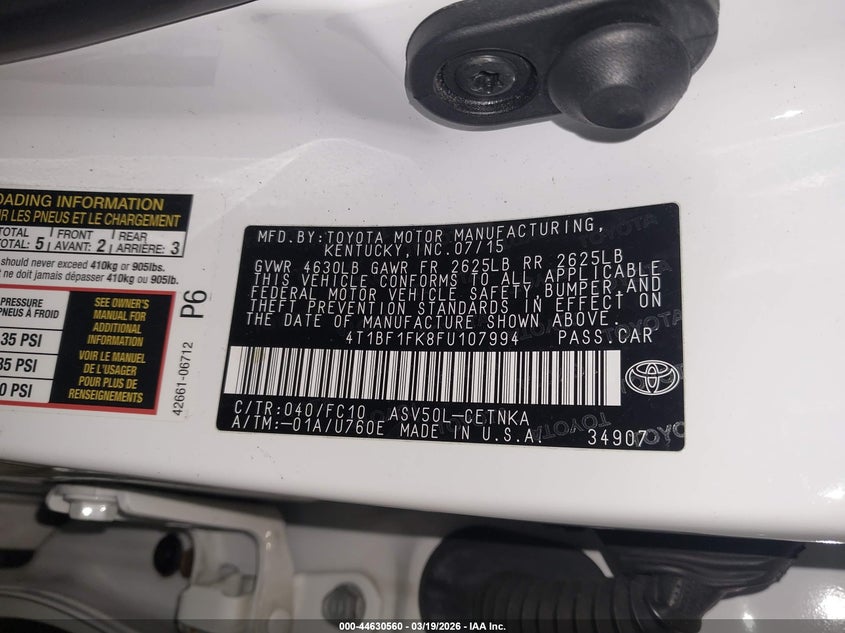 OADING INFORMATION
R LES PNEUS ET LE CHARGEMENT
TOTAL FRONT REAR
TOTAL: 5 AVANT: 2 ARRIÈRE: 3
should never exceed 410kg or 905lbs.
t ne doit jamais dépasser 410kg ou 905lb.
PRESSURE
PNEUS À FROID
35 PSI
35 PSI
0 PSI
SEE OWNER'S
MANUAL FOR
ADDITIONAL
INFORMATION
VOIR LE MANUEL
DE L'USAGER
POUR PLUS DE
RENSEIGNEMENTS
P6
42661-06712
MFD.BY:TOYOTA MOTOR MANUFACTURING,
KENTUCKY, INC.07/15
GVWR 4630LB GAWR FR 2625LB RR 2625LB
THIS VEHICLE CONFORMS TO ALL APPLICABLE
FEDERAL MOTOR VEHICLE SAFETY, BUMPER AND
THEFT PREVENTION STANDARDS IN EFFECT ON
THE DATE OF MANUFACTURE SHOWN ABOVE.
4T1BF1FK8FU107994 PASS.CAR
C/TR:040/FC10 ASV50L-CETNKA
A/TM:-01A/U760E MADE IN U.S.A. 34907
000-44630560 - 03/19/2026 - IAA Inc.